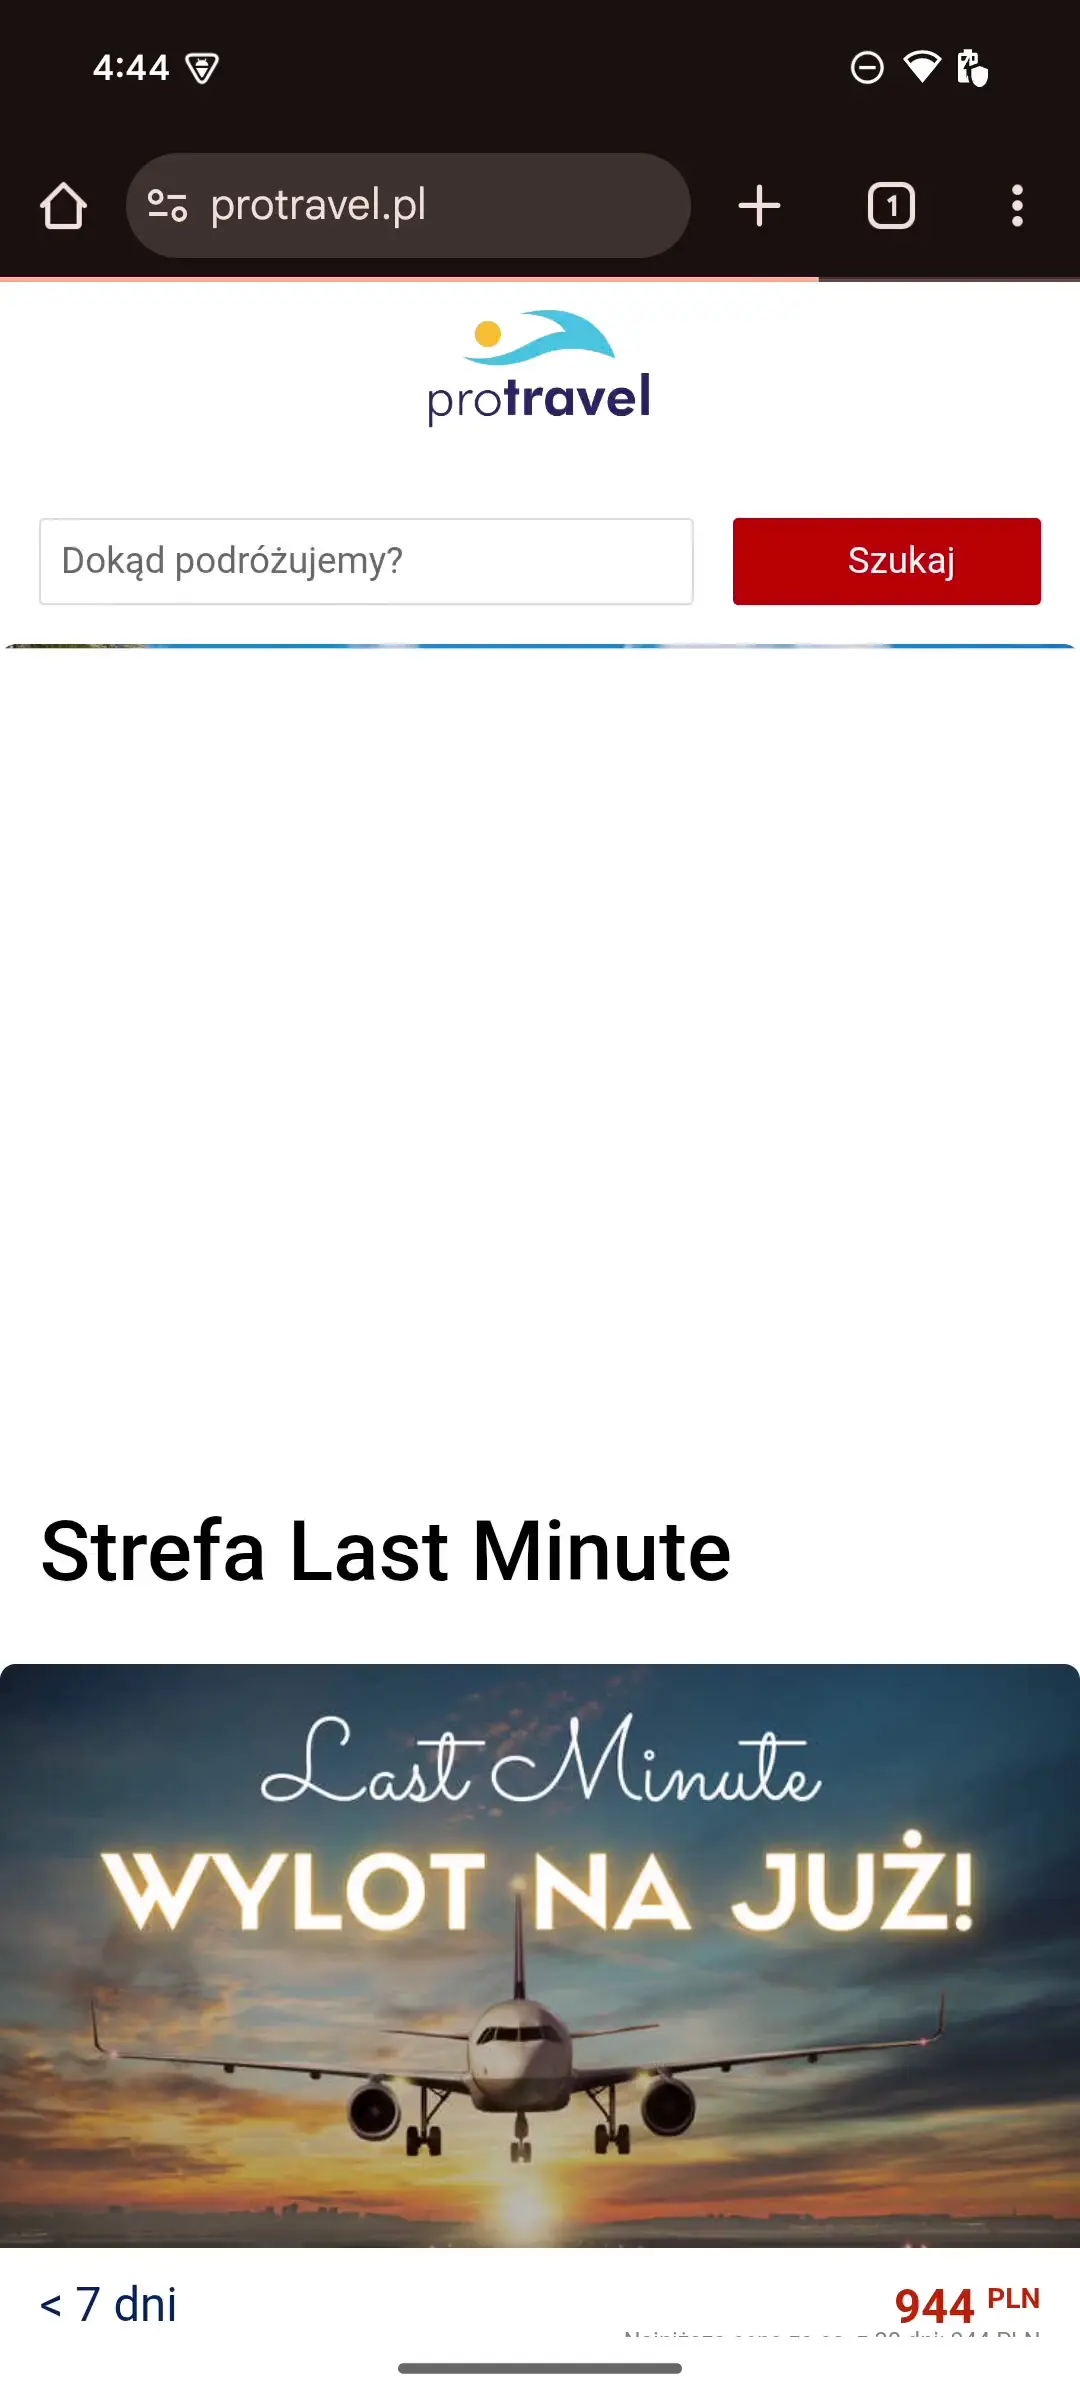 4:44
protravel.pl
1
protravel
Dokąd podróżujemy?
Szukaj
Strefa Last Minute
Last Minute
WYLOT NA JUŻ!
< 7 dni
944 PLN